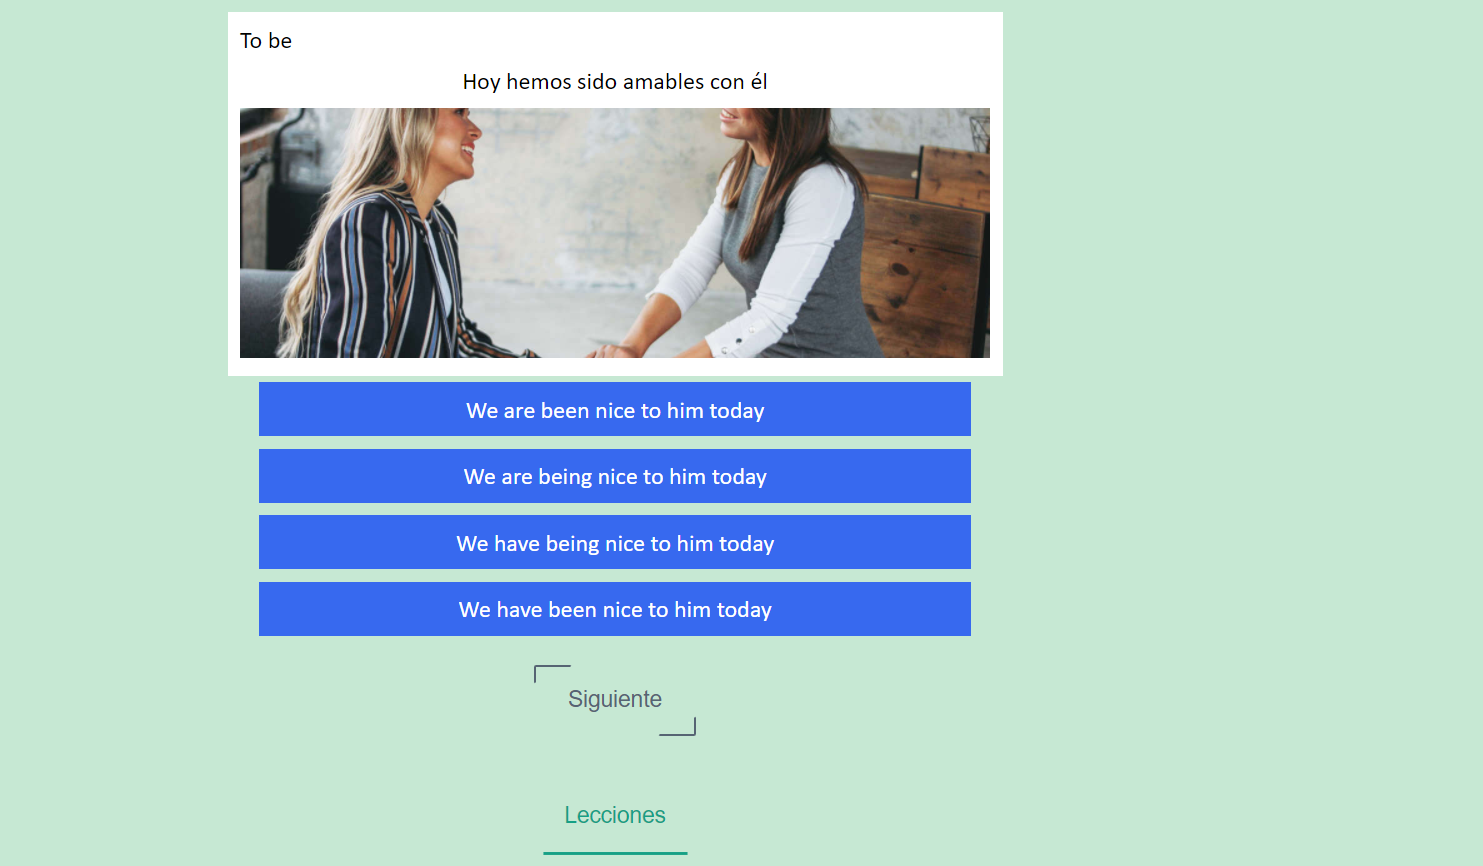 To be
Hoy hemos sido amables con él
We are been nice to him today
We are being nice to him today
We have being nice to him today
We have been nice to him today
Siguiente
Lecciones